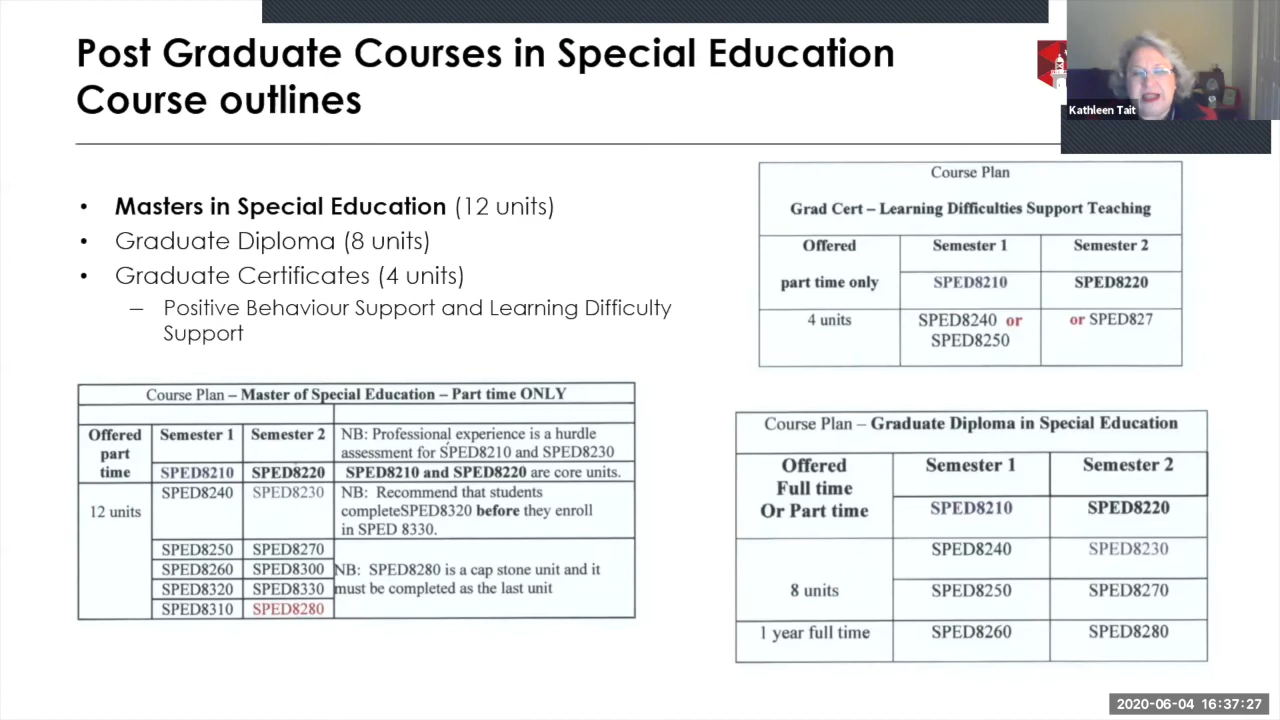 Post Graduate Courses in Special Education
Course outlines
Kathleen Tait
• Masters in Special Education (12 units)
• Graduate Diploma (8 units)
• Graduate Certificates (4 units)
– Positive Behaviour Support and Learning Difficulty
Support
Course Plan
Grad Cert – Learning Difficulties Support Teaching
Offered Semester 1 Semester 2
part time only SPED8210 SPED8220
4 units SPED8240 or or SPED827
SPED8250
Course Plan – Master of Special Education – Part time ONLY
Offered Semester 1 Semester 2 NB: Professional experience is a hurdle
part assessment for SPED8210 and SPED8230
time SPED8210 SPED8220 SPED8210 and SPED8220 are core units.
12 units SPED8240 SPED8230 NB: Recommend that students
completeSPED8320 before they enroll
in SPED 8330.
SPED8250 SPED8270
SPED8260 SPED8300 NB: SPED8280 is a cap stone unit and it
SPED8320 SPED8330 must be completed as the last unit
SPED8310 SPED8280
Course Plan – Graduate Diploma in Special Education
Offered Semester 1 Semester 2
Full time
Or Part time SPED8210 SPED8220
SPED8240 SPED8230
8 units SPED8250 SPED8270
1 year full time SPED8260 SPED8280
2020-06-04 16:37:27